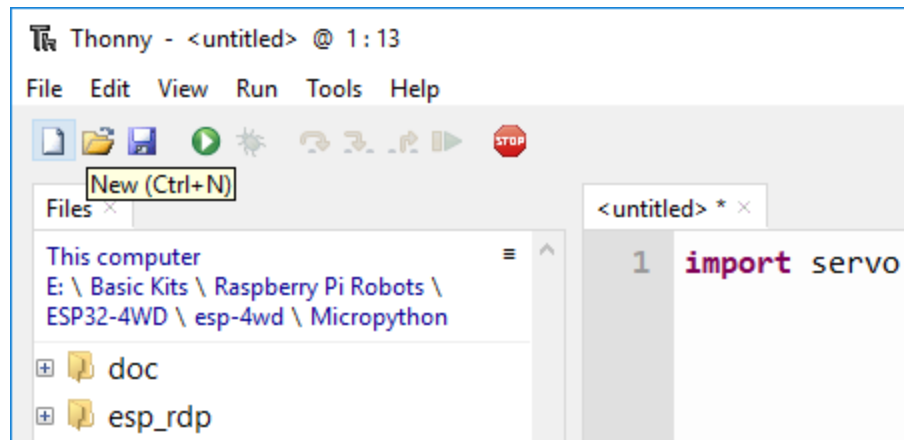 Thonny - <untitled> @ 1:13
File Edit View Run Tools Help
STOP
New (Ctrl+N)
Files
<untitled> *
This computer
E: \ Basic Kits \ Raspberry Pi Robots \
ESP32-4WD \ esp-4wd \ Micropython
doc
esp_rdp
1 import servo